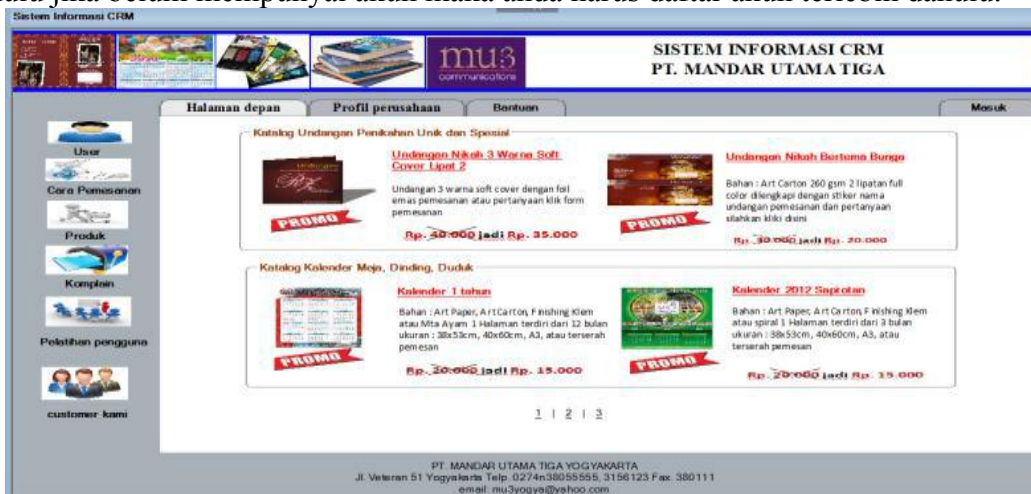 Sistem Informasi CRM
mu3
communications
SISTEM INFORMASI CRM
PT. MANDAR UTAMA TIGA
Halaman depan
Profil perusahaan
Bantuan
Masuk
User
Cara Pemesanan
Produk
Komplein
Pelatihan pengguna
customer kami
Katalog Undangan Penikahan Unik dan Spesial
Undangan Nikah 3 Warna Soft
Cover Lipat 2
Undangan 3 warna soft cover dengan foil
emas pemesanan atau pertanyaan klik form
pemesanan
PROMO
Rp. 40.000 jadi Rp. 35.000
Undangan Nikah Bertema Bunga
Bahan : Art Carton 260 gsm 2 lipatan full
color dilengkapi dengan stiker nama
undangan pemesanan dan pertanyaan
silahkan kliki disini
PROMO
Rp. 30.000 jadi Rp. 20.000
Katalog Kalender Meja, Dinding, Duduk
Kalender 1 tahun
Bahan : Art Paper, Art Carton, Finishing Klem
atau Mta Ayam 1 Halaman terdiri dari 12 bulan
ukuran : 38x53cm, 40x60cm, A3, atau terserah
pemesan
PROMO
Rp. 20.000 jadi Rp. 15.000
Kalender 2012 Saprotan
Bahan : Art Paper, Art Carton, Finishing Klem
atau spiral 1 Halaman terdiri dari 3 bulan
ukuran : 38x53cm, 40x60cm, A3, atau
terserah pemesan
PROMO
Rp. 20.000 jadi Rp. 15.000
1 | 2 | 3
PT. MANDAR UTAMA TIGA YOGYAKARTA
Jl. Veteran 51 Yogyakarta Telp. 0274n38055555, 3156123 Fax. 380111
email: mu3yogya@yahoo.com